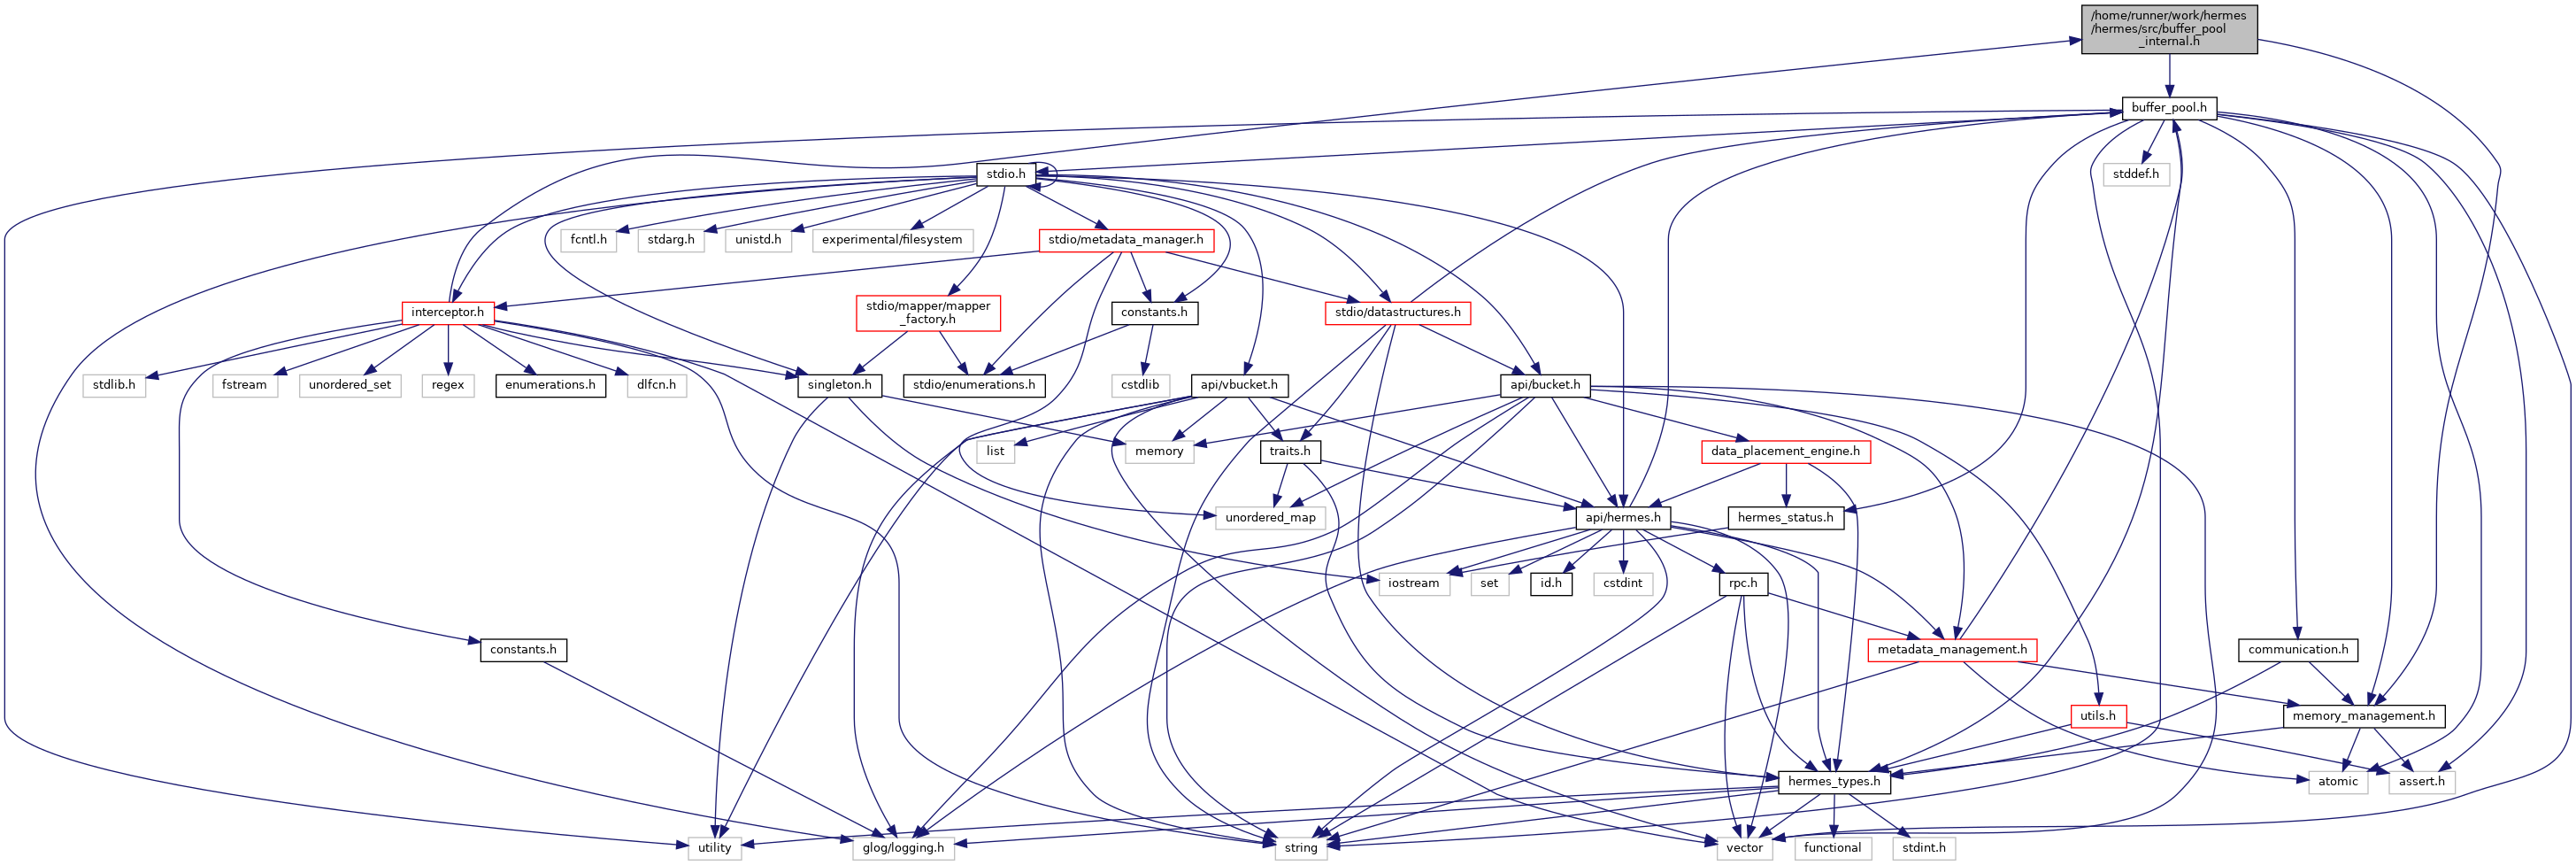 /home/runner/work/hermes
/hermes/src/buffer_pool
_internal.h
buffer_pool.h
stdio.h
stddef.h
fcntl.h
stdarg.h
unistd.h
experimental/filesystem
stdio/metadata_manager.h
interceptor.h
stdio/mapper/mapper
_factory.h
constants.h
stdio/datastructures.h
stdlib.h
fstream
unordered_set
regex
enumerations.h
dlfcn.h
singleton.h
stdio/enumerations.h
cstdlib
api/vbucket.h
api/bucket.h
list
memory
traits.h
data_placement_engine.h
unordered_map
api/hermes.h
hermes_status.h
iostream
set
id.h
cstdint
rpc.h
constants.h
metadata_management.h
communication.h
utils.h
memory_management.h
hermes_types.h
atomic
assert.h
utility
glog/logging.h
string
vector
functional
stdint.h